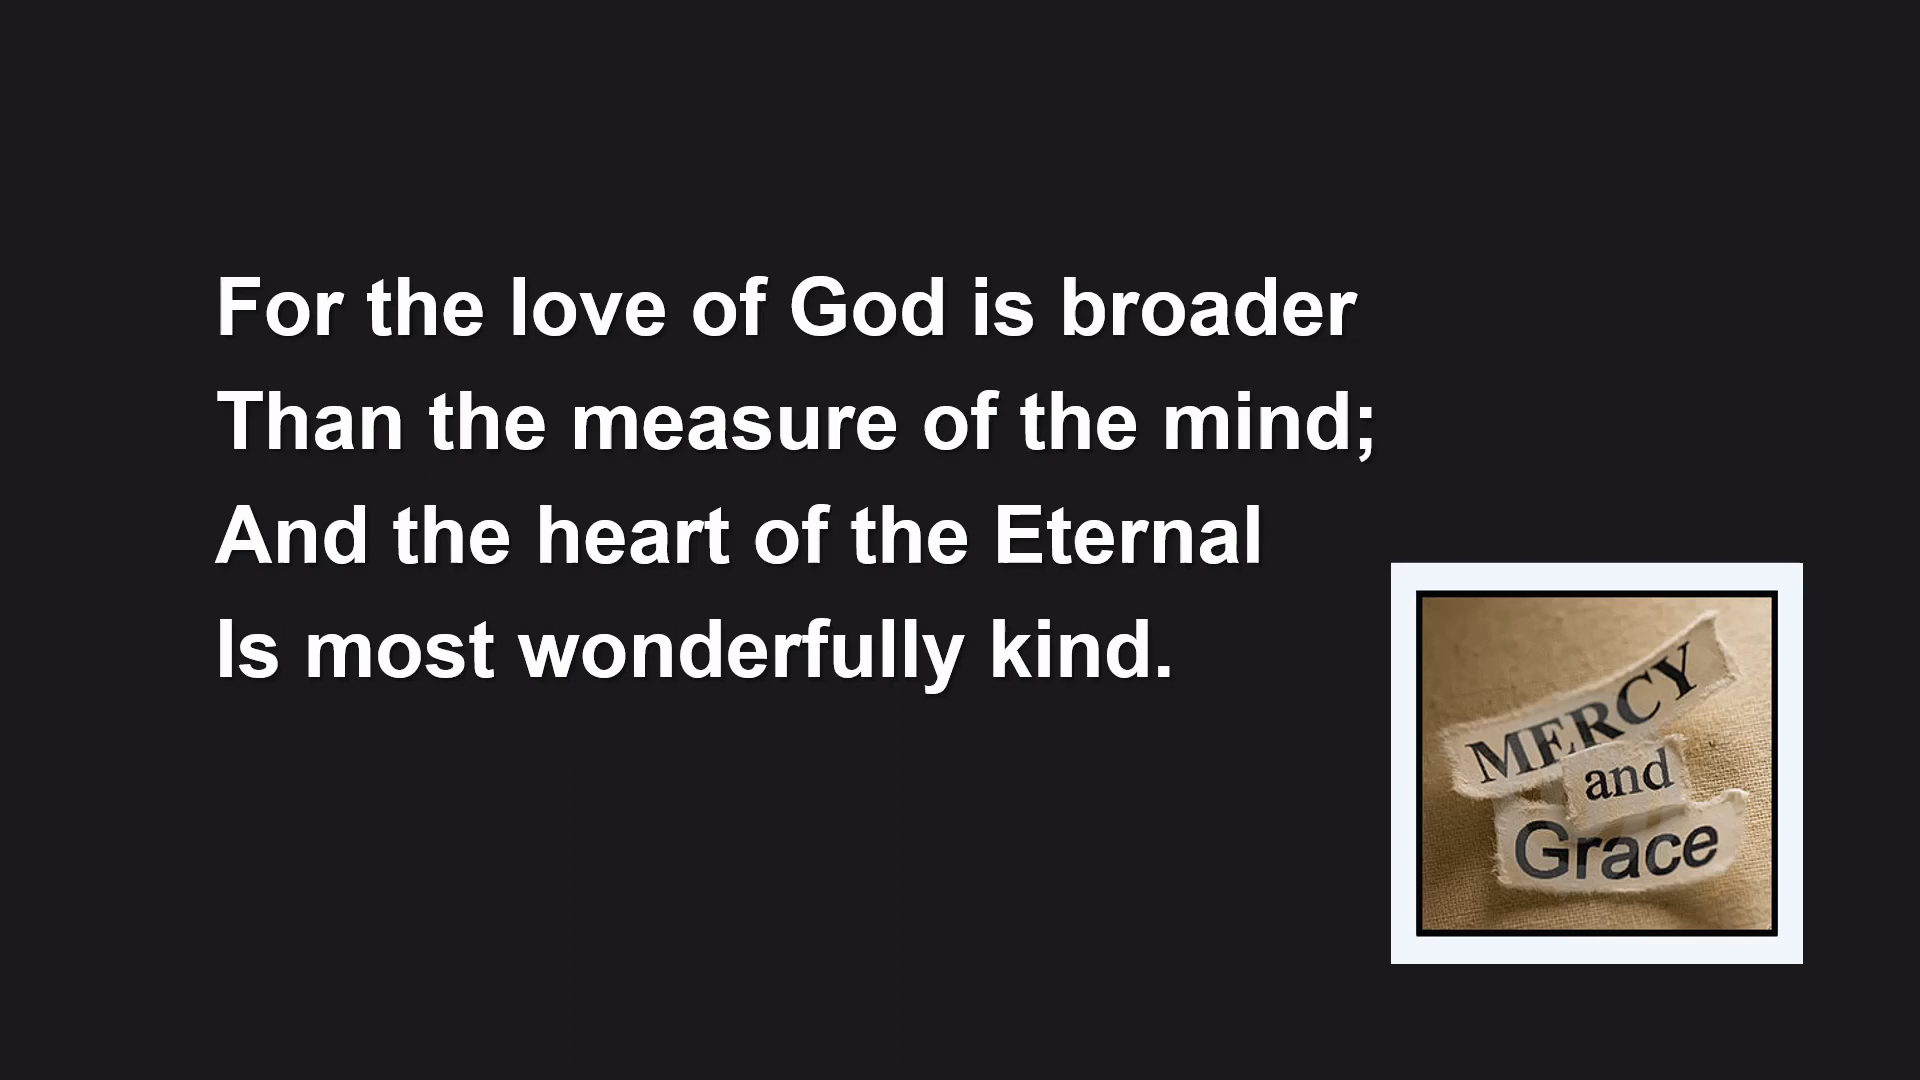 For the love of God is broader
Than the measure of the mind;
And the heart of the Eternal
Is most wonderfully kind.
MERCY
and
Grace